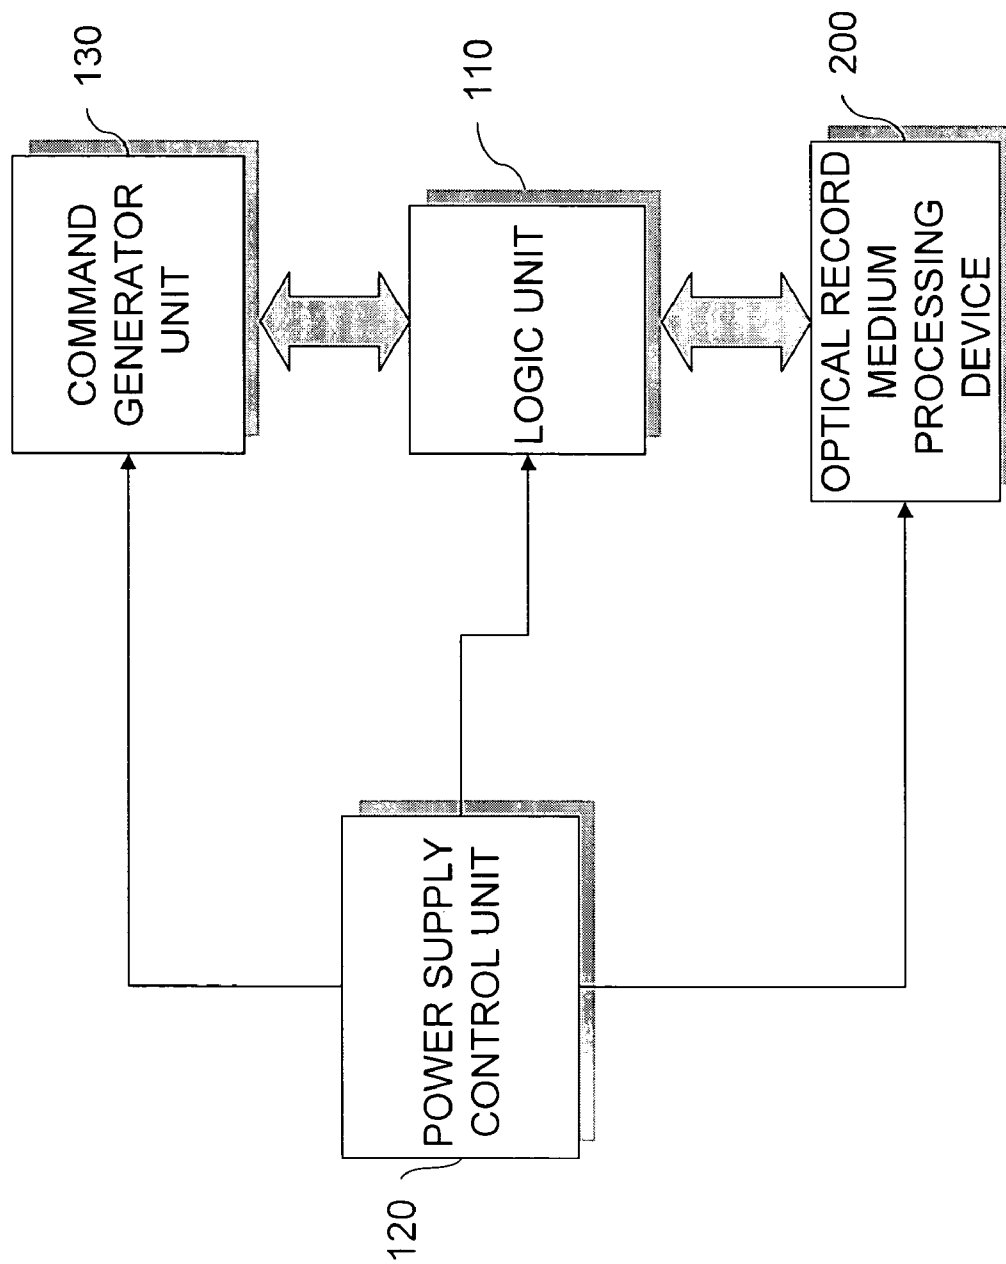 130
COMMAND
GENERATOR
UNIT
110
LOGIC UNIT
200
OPTICAL RECORD
MEDIUM
PROCESSING
DEVICE
POWER SUPPLY
CONTROL UNIT
120